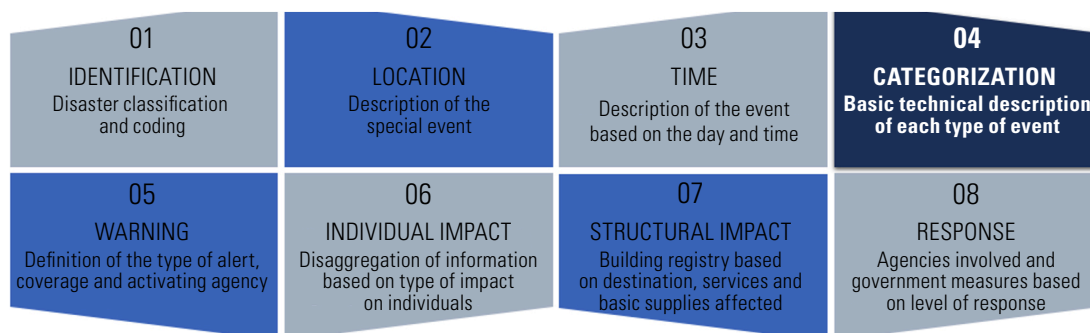 01
IDENTIFICATION
Disaster classification
and coding
02
LOCATION
Description of the
special event
03
TIME
Description of the event
based on the day and time
04
CATEGORIZATION
Basic technical description
of each type of event
05
WARNING
Definition of the type of alert,
coverage and activating agency
06
INDIVIDUAL IMPACT
Disaggregation of information
based on type of impact
on individuals
07
STRUCTURAL IMPACT
Building registry based
on destination, services and
basic supplies affected
08
RESPONSE
Agencies involved and
government measures based
on level of response